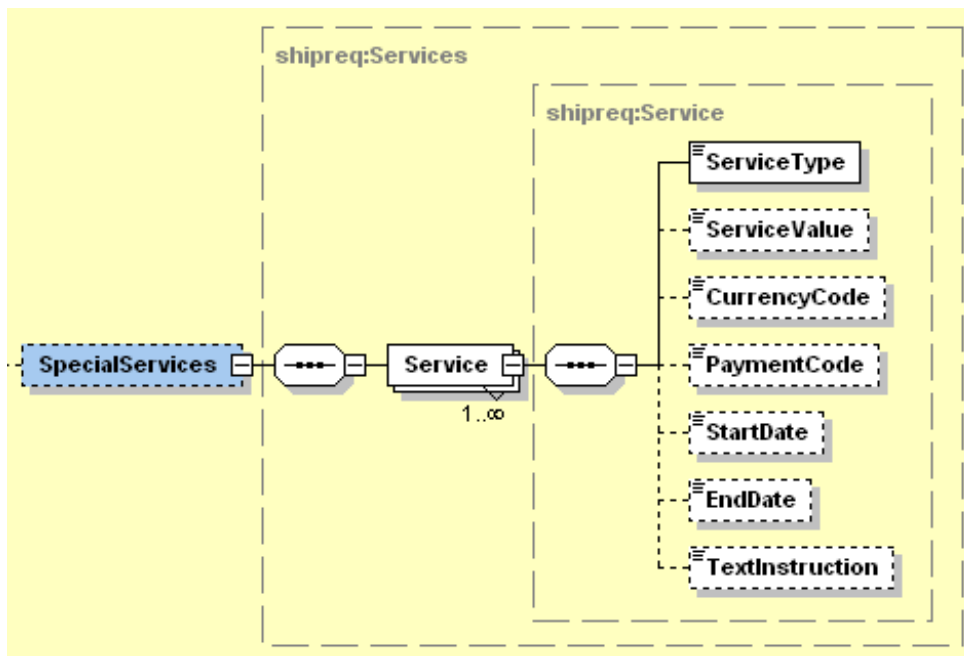 shipreq:Services
shipreq:Service
ServiceType
ServiceValue
CurrencyCode
SpecialServices
Service
PaymentCode
1..∞
StartDate
EndDate
TextInstruction